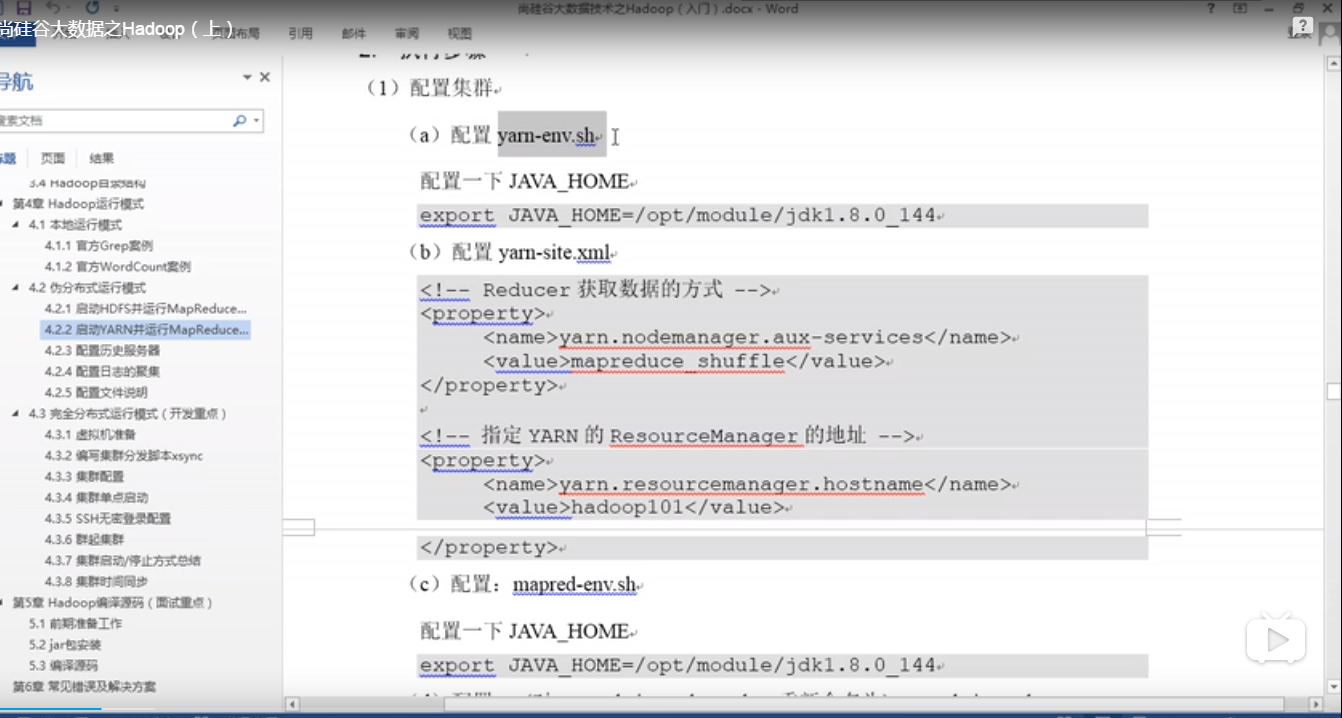 尚硅谷大数据技术之Hadoop（入门）.docx - Word
尚硅谷大数据之Hadoop（上）
布局
引用
邮件
审阅
视图
导航
搜索文档
标题
页面
结果
3.4 Hadoop目录结构
第4章 Hadoop运行模式
4.1 本地运行模式
4.1.1 官方Grep案例
4.1.2 官方WordCount案例
4.2 伪分布式运行模式
4.2.1 启动HDFS并运行MapReduce...
4.2.2 启动YARN并运行MapReduce...
4.2.3 配置历史服务器
4.2.4 配置日志的聚集
4.2.5 配置文件说明
4.3 完全分布式运行模式（开发重点）
4.3.1 虚拟机准备
4.3.2 编写集群分发脚本xsync
4.3.3 集群配置
4.3.4 集群单点启动
4.3.5 SSH无密登录配置
4.3.6 群起集群
4.3.7 集群启动/停止方式总结
4.3.8 集群时间同步
第5章 Hadoop编译源码（面试重点）
5.1 前期准备工作
5.2 jar包安装
5.3 编译源码
第6章 常见错误及解决方案
2. 执行步骤
（1）配置集群
（a）配置 yarn-env.sh
配置一下 JAVA_HOME
export JAVA_HOME=/opt/module/jdk1.8.0_144
（b）配置 yarn-site.xml
<!-- Reducer 获取数据的方式 -->
<property>
<name>yarn.nodemanager.aux-services</name>
<value>mapreduce_shuffle</value>
</property>
<!-- 指定 YARN 的 ResourceManager 的地址 -->
<property>
<name>yarn.resourcemanager.hostname</name>
<value>hadoop101</value>
</property>
（c）配置：mapred-env.sh
配置一下 JAVA_HOME
export JAVA_HOME=/opt/module/jdk1.8.0_144